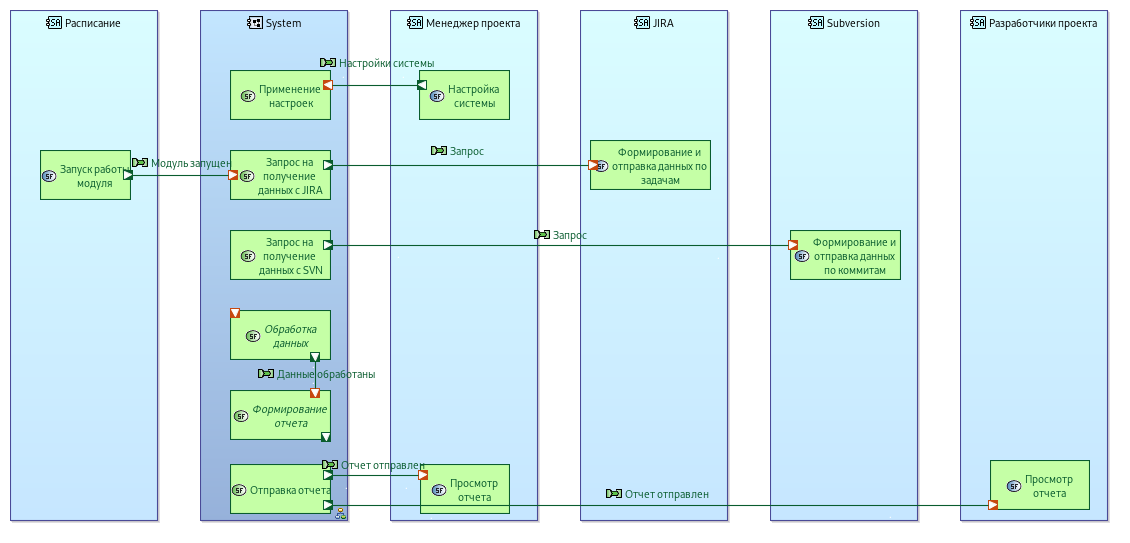 Расписание
System
Менеджер проекта
JIRA
Subversion
Разработчики проекта
Настройки системы
Применение
настроек
Настройка
системы
Запуск работы
модуля
Модуль запущен
Запрос на
получение
данных с JIRA
Запрос
Формирование и
отправка данных по
задачам
Запрос на
получение
данных с SVN
Запрос
Формирование и
отправка данных
по коммитам
Обработка
данных
Данные обработаны
Формирование
отчета
Отправка отчета
Отчет отправлен
Просмотр
отчета
Отчет отправлен
Просмотр
отчета